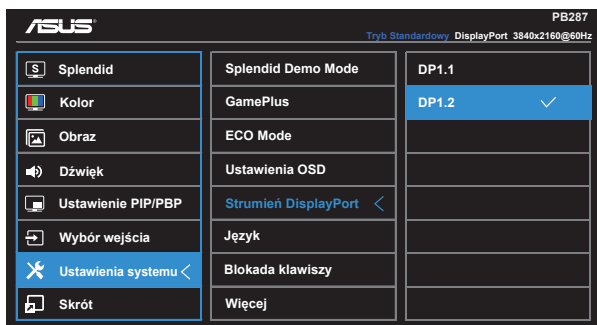 ASUS
PB287
Tryb Standardowy DisplayPort 3840x2160@60Hz
S Splendid
Kolor
Obraz
Dźwięk
Ustawienie PIP/PBP
Wybór wejścia
Ustawienia systemu
Skrót
Splendid Demo Mode
GamePlus
ECO Mode
Ustawienia OSD
Strumień DisplayPort
Język
Blokada klawiszy
Więcej
DP1.1
DP1.2